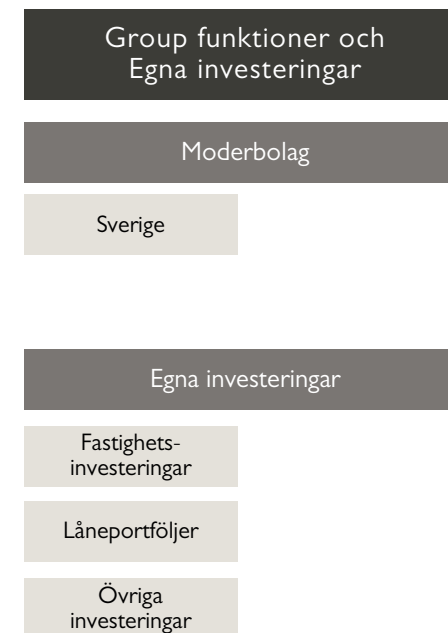 Group funktioner och
Egna investeringar
Moderbolag
Sverige
Egna investeringar
Fastighets-
investeringar
Låneportföljer
Övriga
investeringar